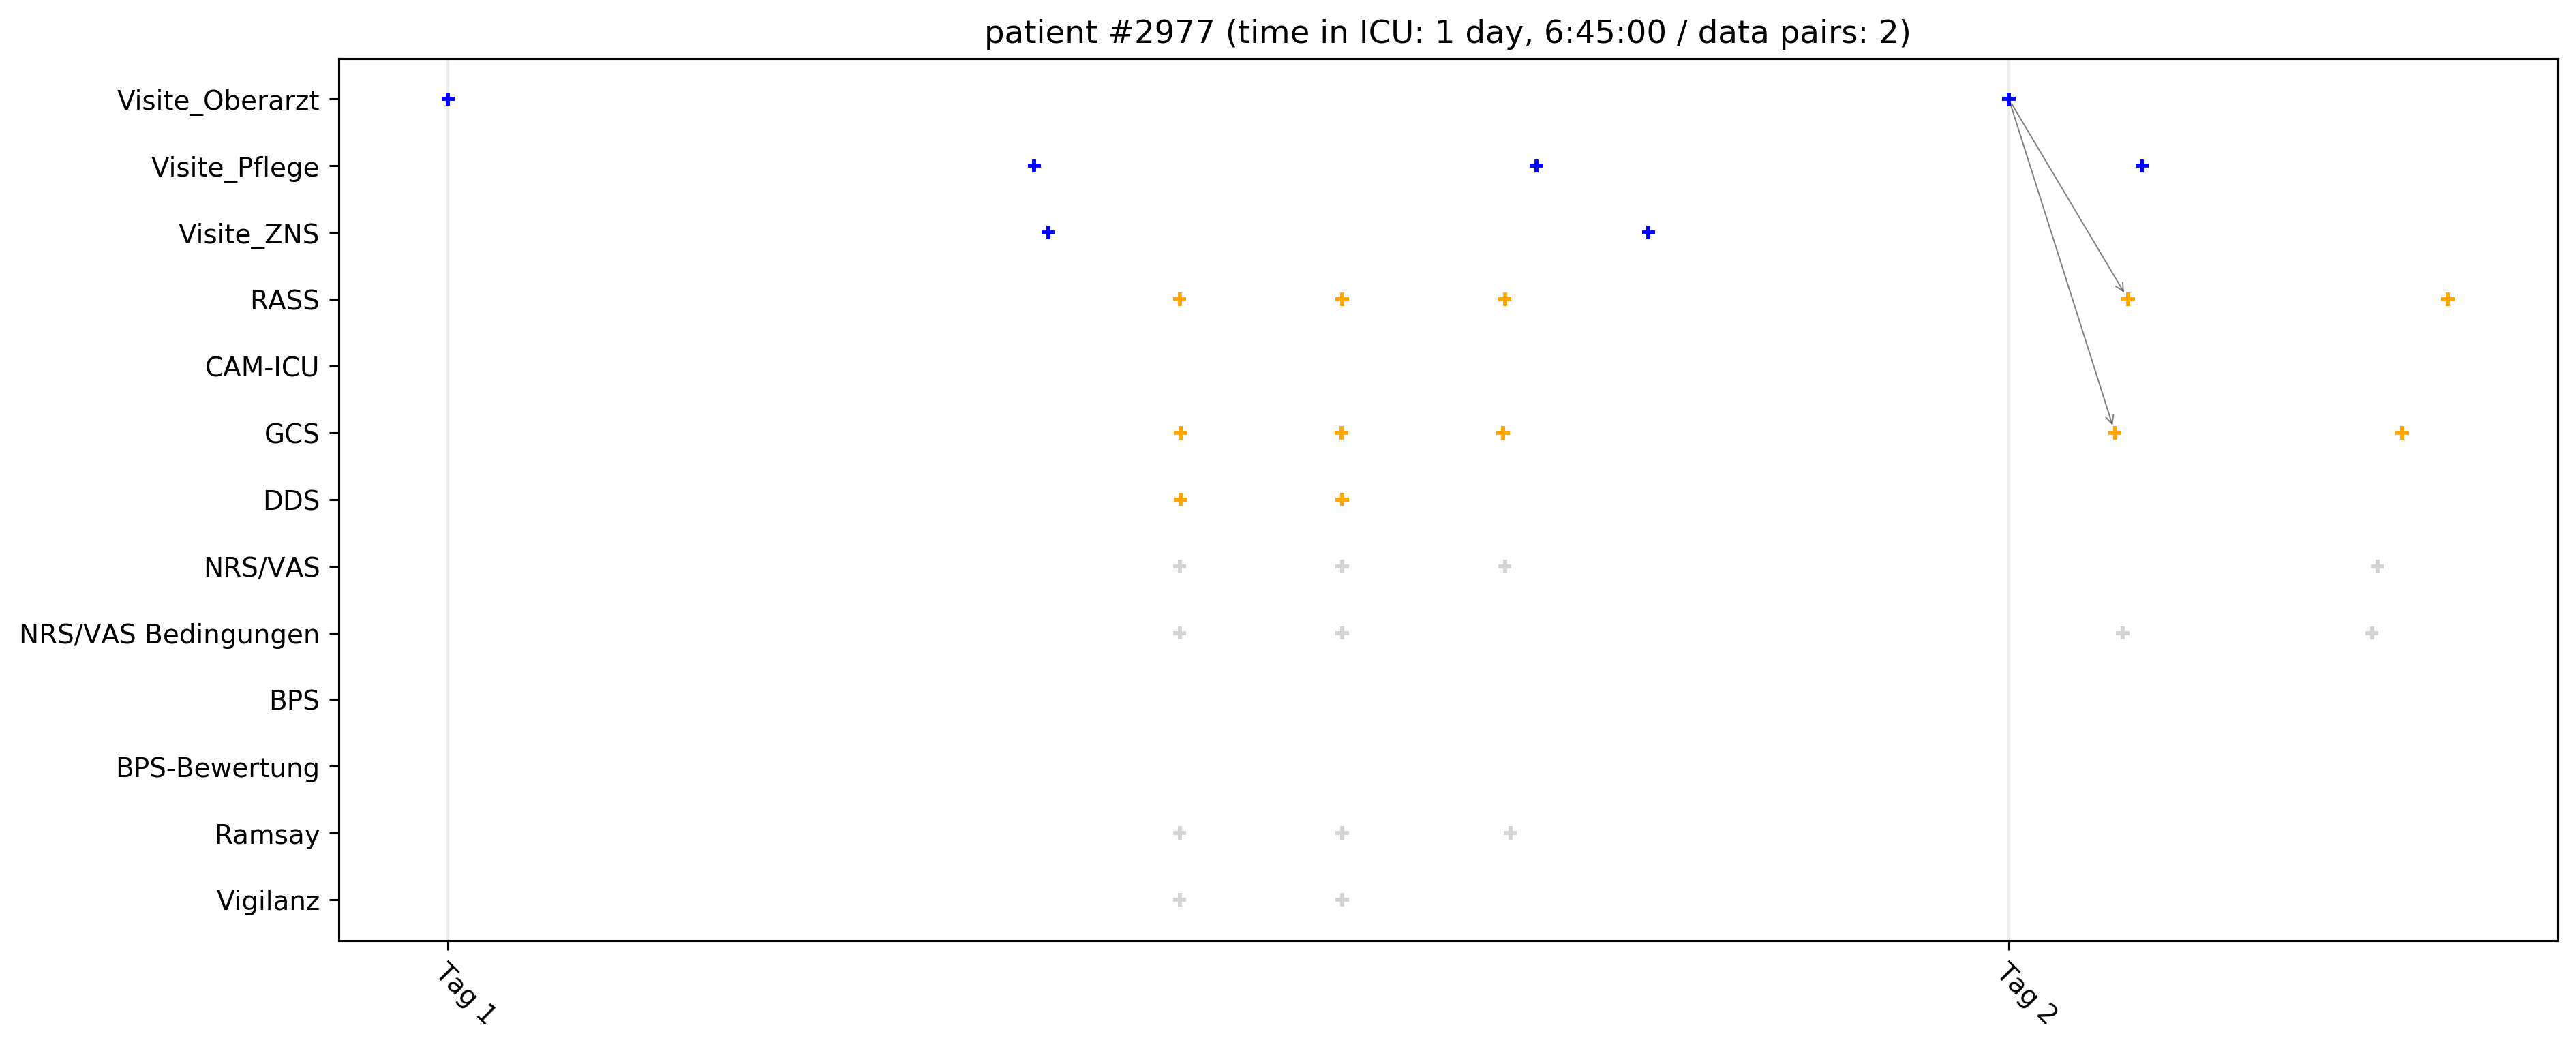 patient #2977 (time in ICU: 1 day, 6:45:00 / data pairs: 2)
Visite_Oberarzt
Visite_Pflege
Visite_ZNS
RASS
CAM-ICU
GCS
DDS
NRS/VAS
NRS/VAS Bedingungen
BPS
BPS-Bewertung
Ramsay
Vigilanz
Tag 1
Tag 2